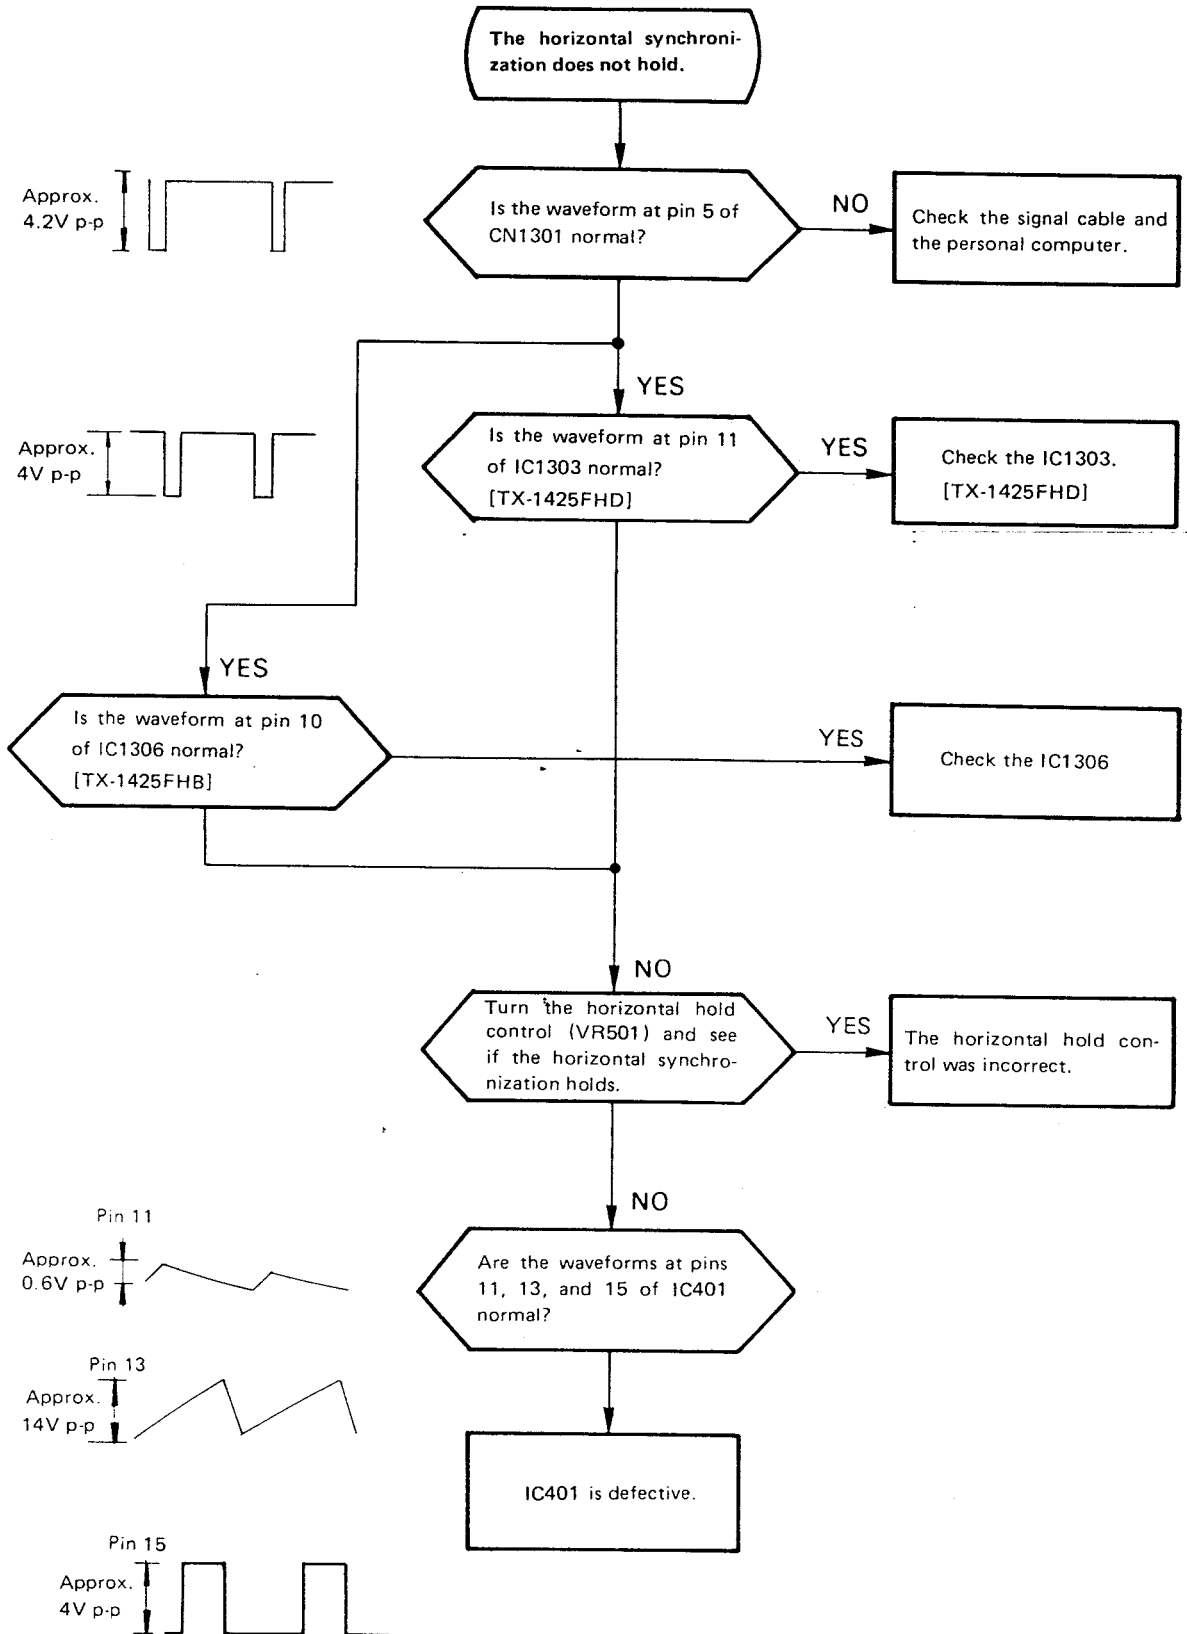 The horizontal synchroni-
zation does not hold.
Approx.
4.2V p-p
Is the waveform at pin 5 of
CN1301 normal?
NO
Check the signal cable and
the personal computer.
YES
Approx.
4V p-p
Is the waveform at pin 11
of IC1303 normal?
[TX-1425FHD]
YES
Check the IC1303.
[TX-1425FHD]
YES
Is the waveform at pin 10
of IC1306 normal?
[TX-1425FHB]
YES
Check the IC1306
NO
Turn the horizontal hold
control (VR501) and see
if the horizontal synchro-
nization holds.
YES
The horizontal hold con-
trol was incorrect.
NO
Pin 11
Approx.
0.6V p-p
Are the waveforms at pins
11, 13, and 15 of IC401
normal?
Pin 13
Approx.
14V p-p
IC401 is defective.
Pin 15
Approx.
4V p-p